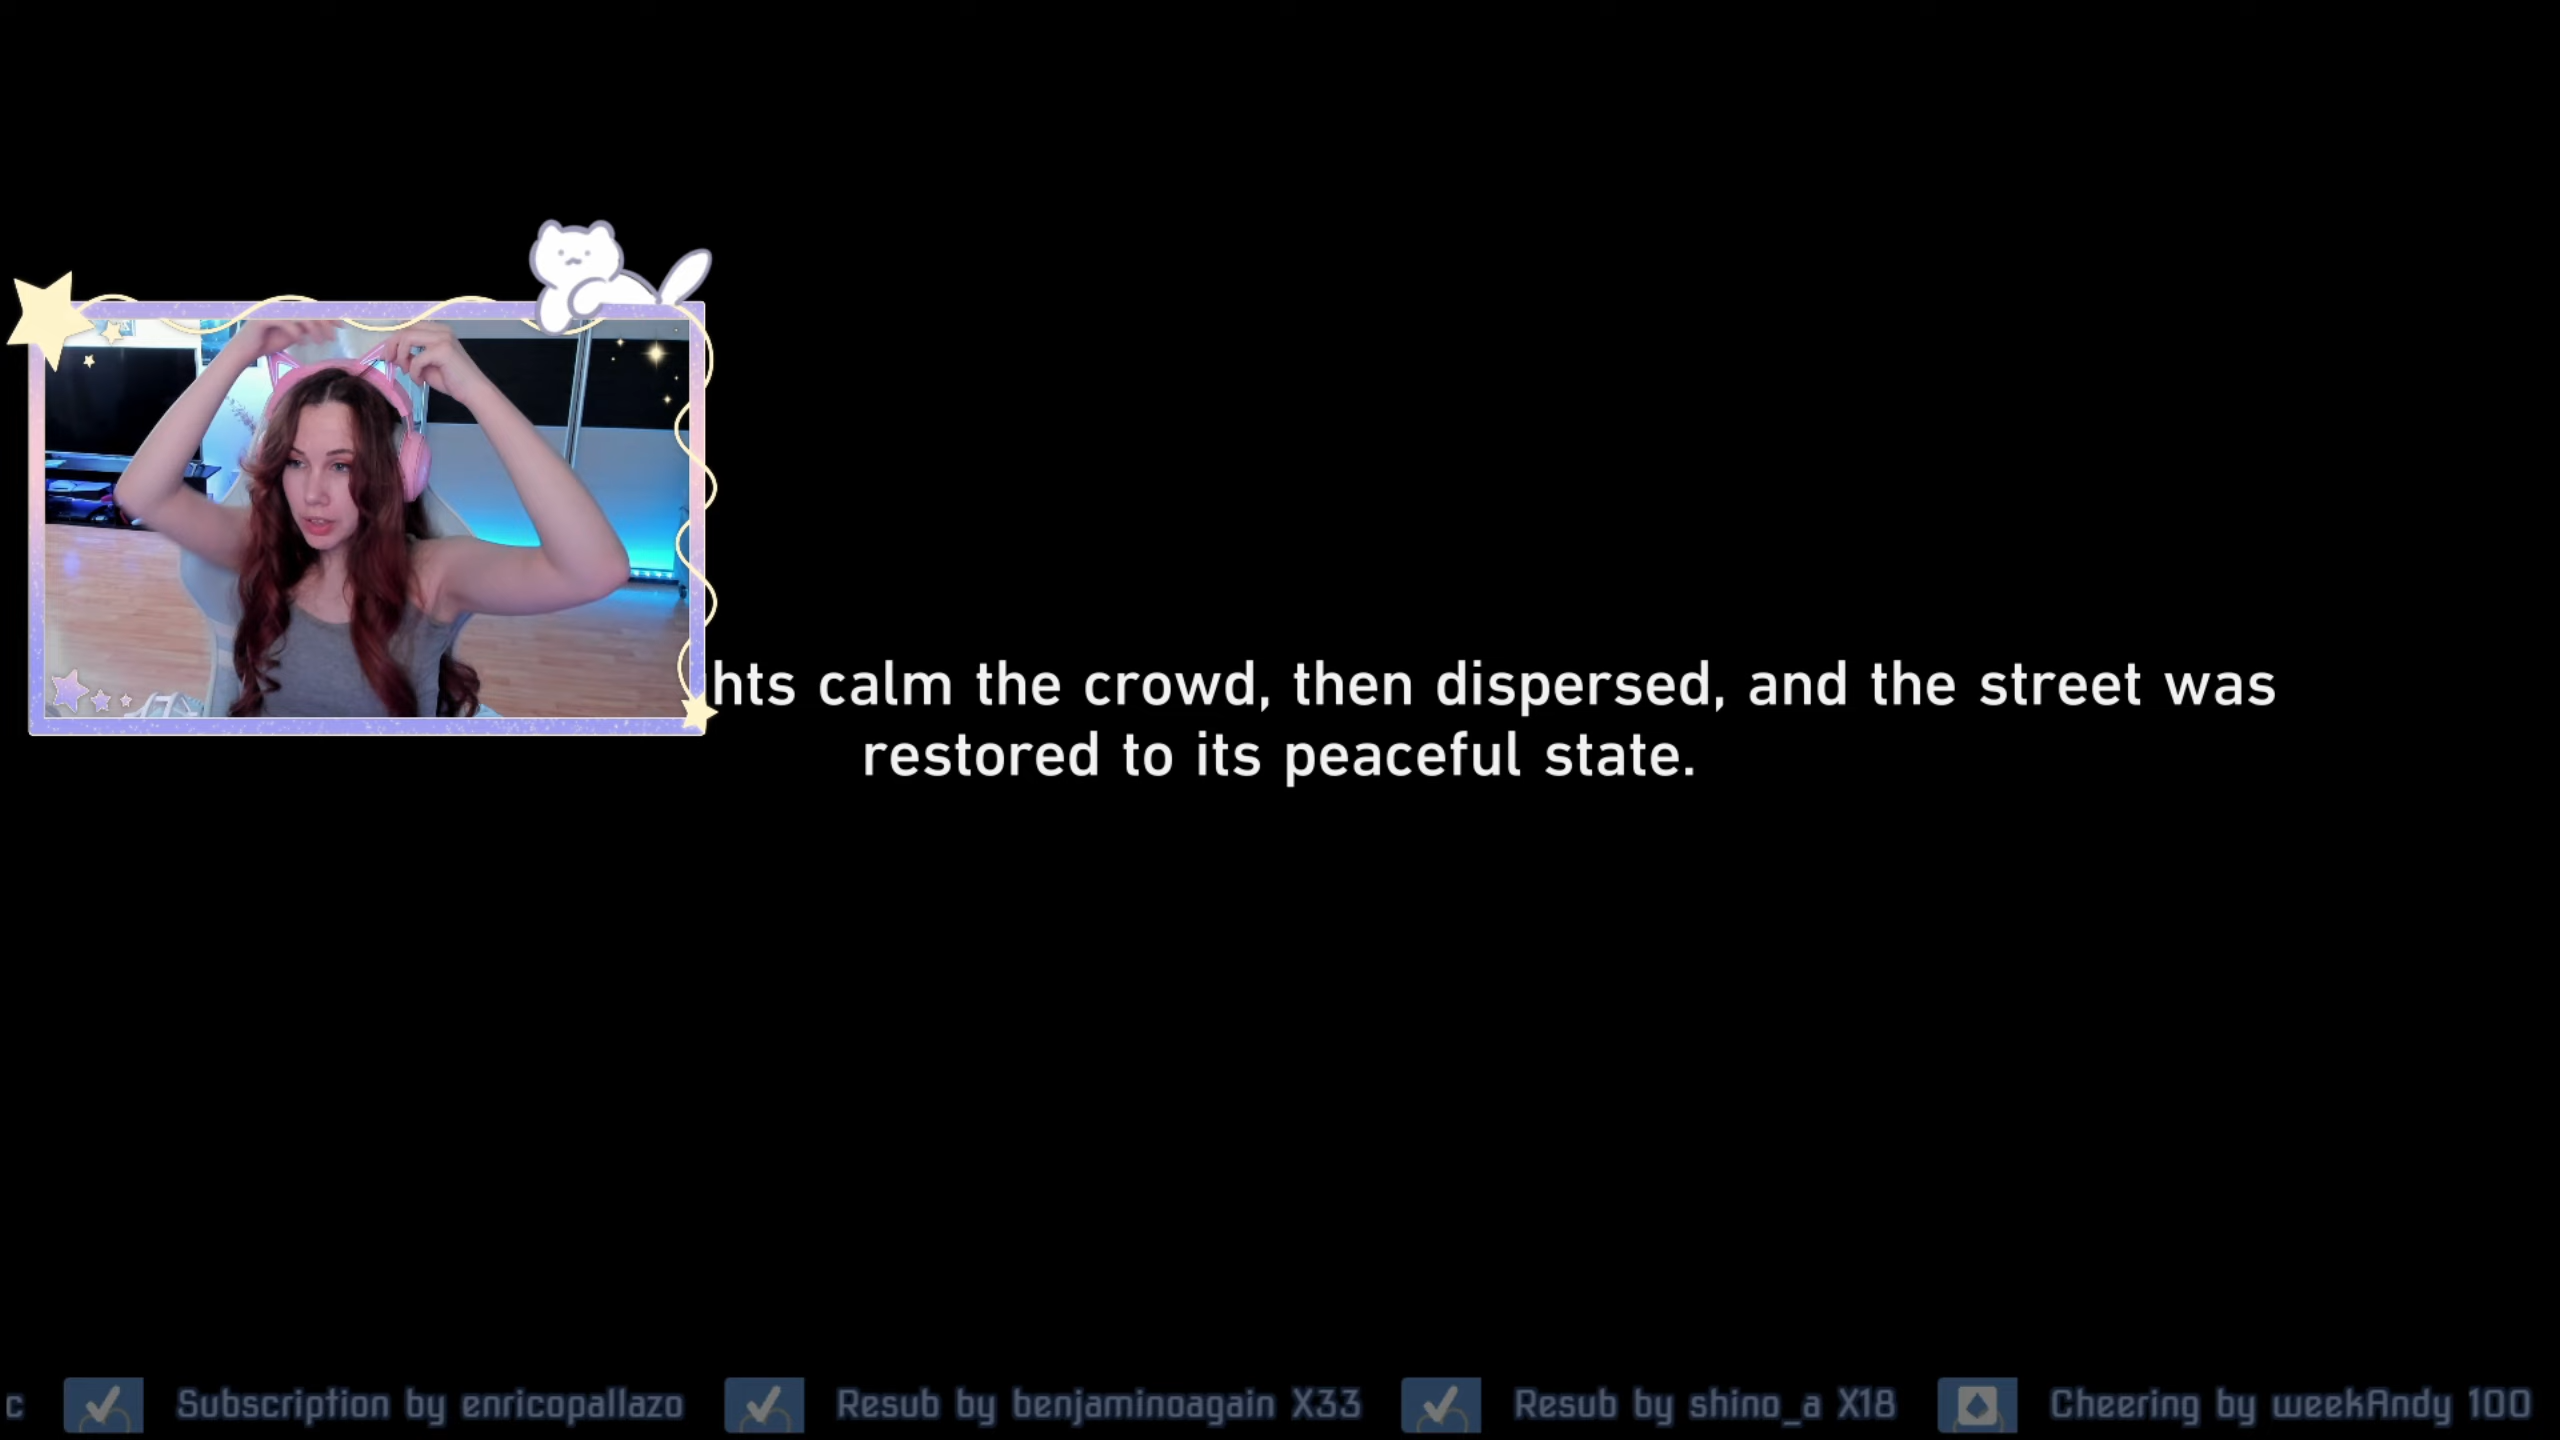 calm the crowd, then dispersed, and the street was
restored to its peaceful state.
Subscription by enricopallazo Resub by benjaminoagain X33 Resub by shino_a X18 Cheering by weekAndy 100